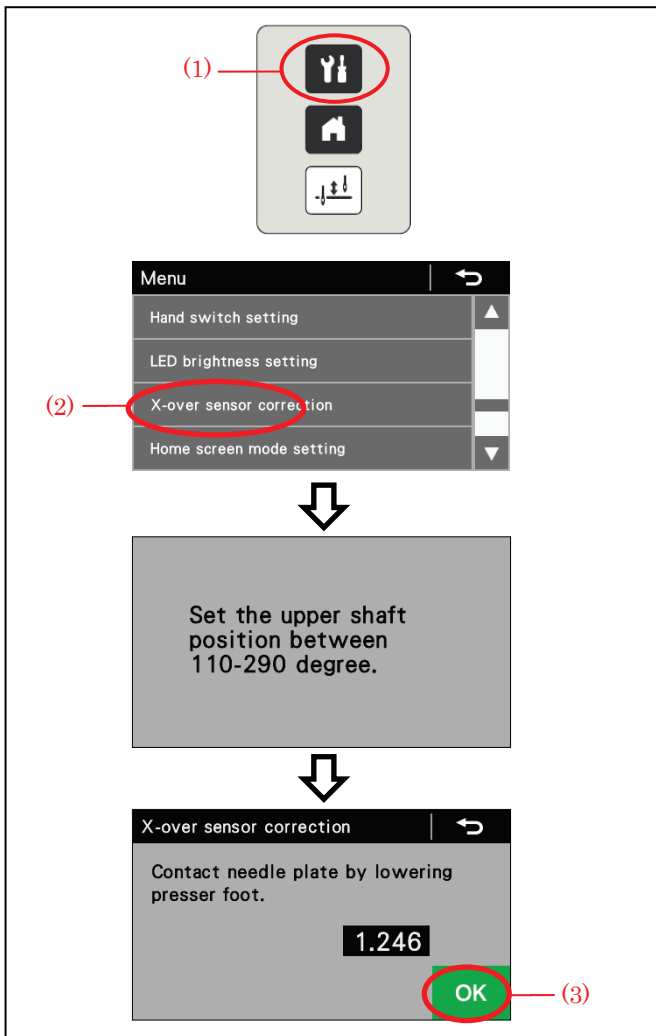 (1)
Menu
Hand switch setting
LED brightness setting
(2)
X-over sensor correction
Home screen mode setting
Set the upper shaft
position between
110-290 degree.
X-over sensor correction
Contact needle plate by lowering
presser foot.
1.246
OK
(3)